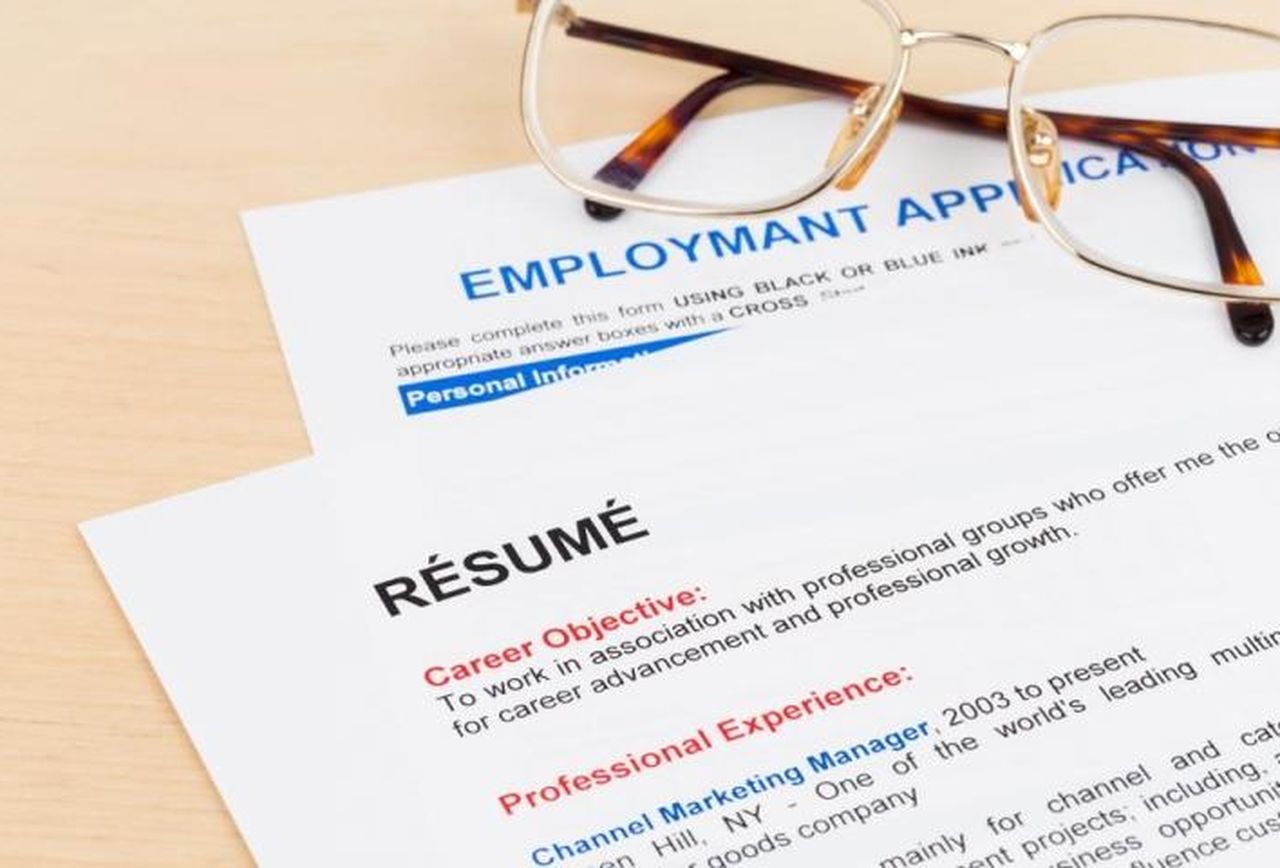 EMPLOYMANT APPLICATION
Please complete this form USING BLACK OR BLUE INK
appropriate answer boxes with a CROSS
Personal
RÉSUMÉ
Career Objective:
To work in association with professional groups who offer me the
for career advancement and professional growth.
Professional Experience:
Channel Marketing Manager, 2003 to present
Hill, NY - One of the world's leading
goods company
mainly for channel and
projects; including,